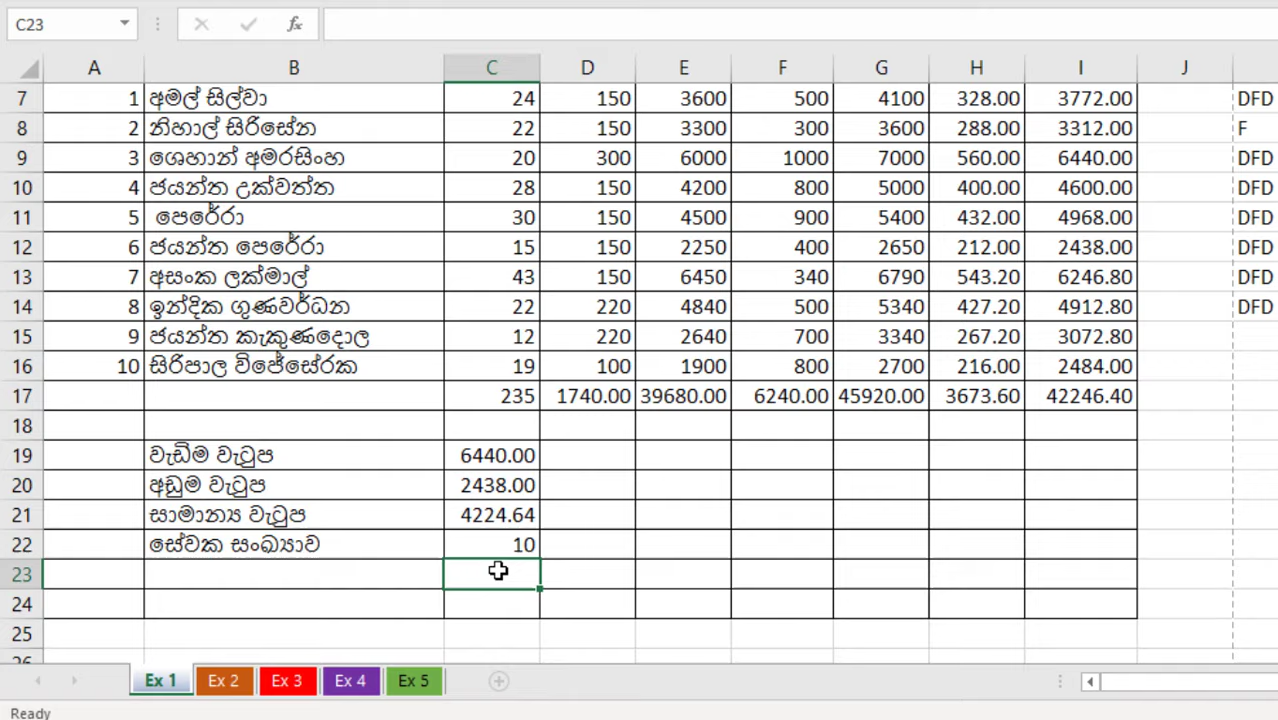 C23 fx
A B C D E F G H I J
7 1 අමල් සිල්වා 24 150 3600 500 4100 328.00 3772.00 DFD
8 2 නිහාල් සිරිසේන 22 150 3300 300 3600 288.00 3312.00 F
9 3 ශෙහාන් අමරසිංහ 20 300 6000 1000 7000 560.00 6440.00 DFD
10 4 ජයන්ත උක්වත්ත 28 150 4200 800 5000 400.00 4600.00 DFD
11 5 පෙරේරා 30 150 4500 900 5400 432.00 4968.00 DFD
12 6 ජයන්ත පෙරේරා 15 150 2250 400 2650 212.00 2438.00 DFD
13 7 අසංක ලක්මාල් 43 150 6450 340 6790 543.20 6246.80 DFD
14 8 ඉන්දික ගුණවර්ධන 22 220 4840 500 5340 427.20 4912.80 DFD
15 9 ජයන්ත කැකුණදොල 12 220 2640 700 3340 267.20 3072.80
16 10 සිරිපාල විජේසේරක 19 100 1900 800 2700 216.00 2484.00
17 235 1740.00 39680.00 6240.00 45920.00 3673.60 42246.40
18
19 වැඩිම වැටුප 6440.00
20 අඩුම වැටුප 2438.00
21 සාමාන්‍ය වැටුප 4224.64
22 සේවක සංඛ්‍යාව 10
23
24
25
26
Ex 1 Ex 2 Ex 3 Ex 4 Ex 5
Ready